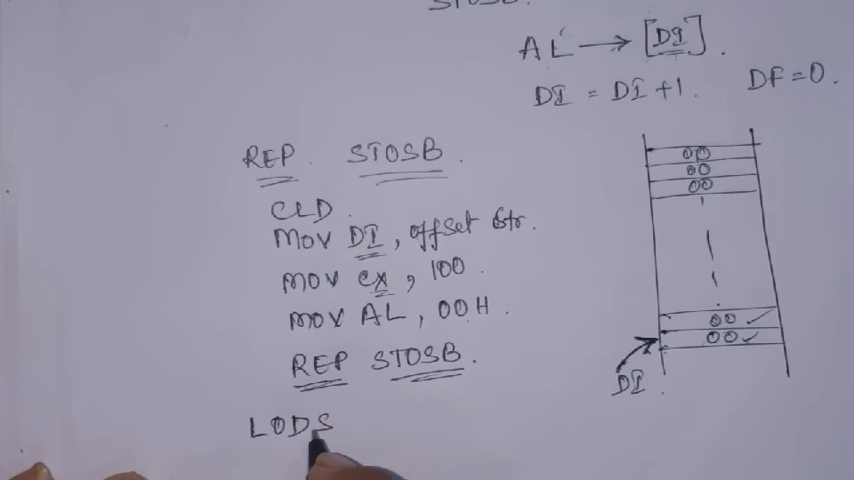 STOSB.
AL → [DI].
DI = DI+1. DF=0.
REP. STOSB.
CLD.
MOV DI, offset Str.
MOV CX, 100.
MOV AL, 00H.
REP STOSB.
LODS
00
00
00
00
00
DI.